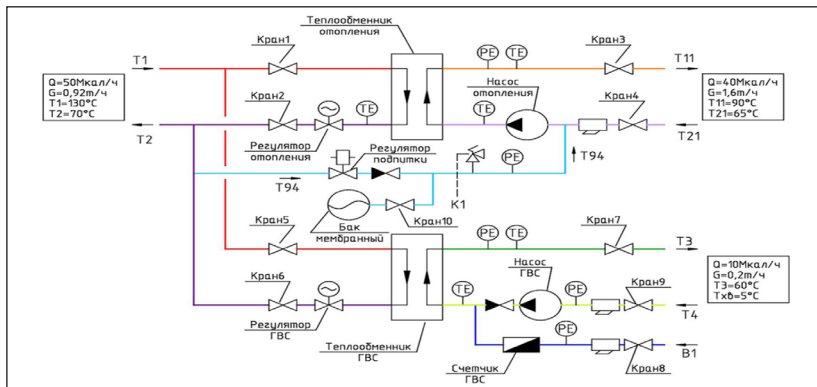 Теплообменник
отопления
Кран1
Кран3
T1
PE
TE
T11
Q=50Мкал/ч
G=0,92т/ч
T1=130°C
T2=70°C
Q=40Мкал/ч
G=1,6т/ч
T11=90°C
T21=65°C
Кран2
Насос
отопления
Кран4
TE
TE
T2
T21
Регулятор
отопления
Регулятор
подпитки
PE
T94
T94
К1
Бак
мембранный
Кран10
Кран5
Кран7
PE
TE
T3
Q=10Мкал/ч
G=0,2т/ч
T3=60°C
Tхв=5°C
Кран6
Насос
ГВС
Кран9
TE
PE
T4
Регулятор
ГВС
Теплообменник
ГВС
PE
B1
Счетчик
ГВС
Кран8